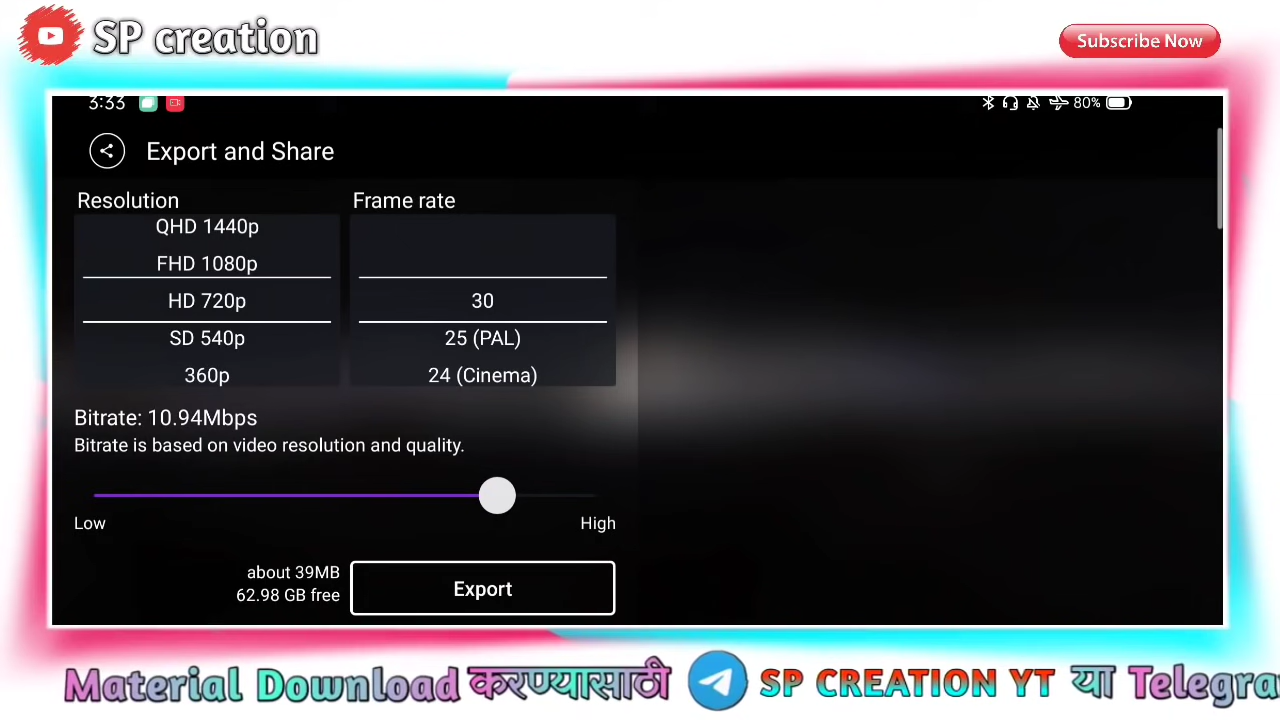 SP creation
Subscribe Now
3:33
80%
Export and Share
Resolution
Frame rate
QHD 1440p
FHD 1080p
HD 720p
30
SD 540p
25 (PAL)
360p
24 (Cinema)
Bitrate: 10.94Mbps
Bitrate is based on video resolution and quality.
Low
High
about 39MB
62.98 GB free
Export
Material Download करण्यासाठी SP CREATION YT या Telegra